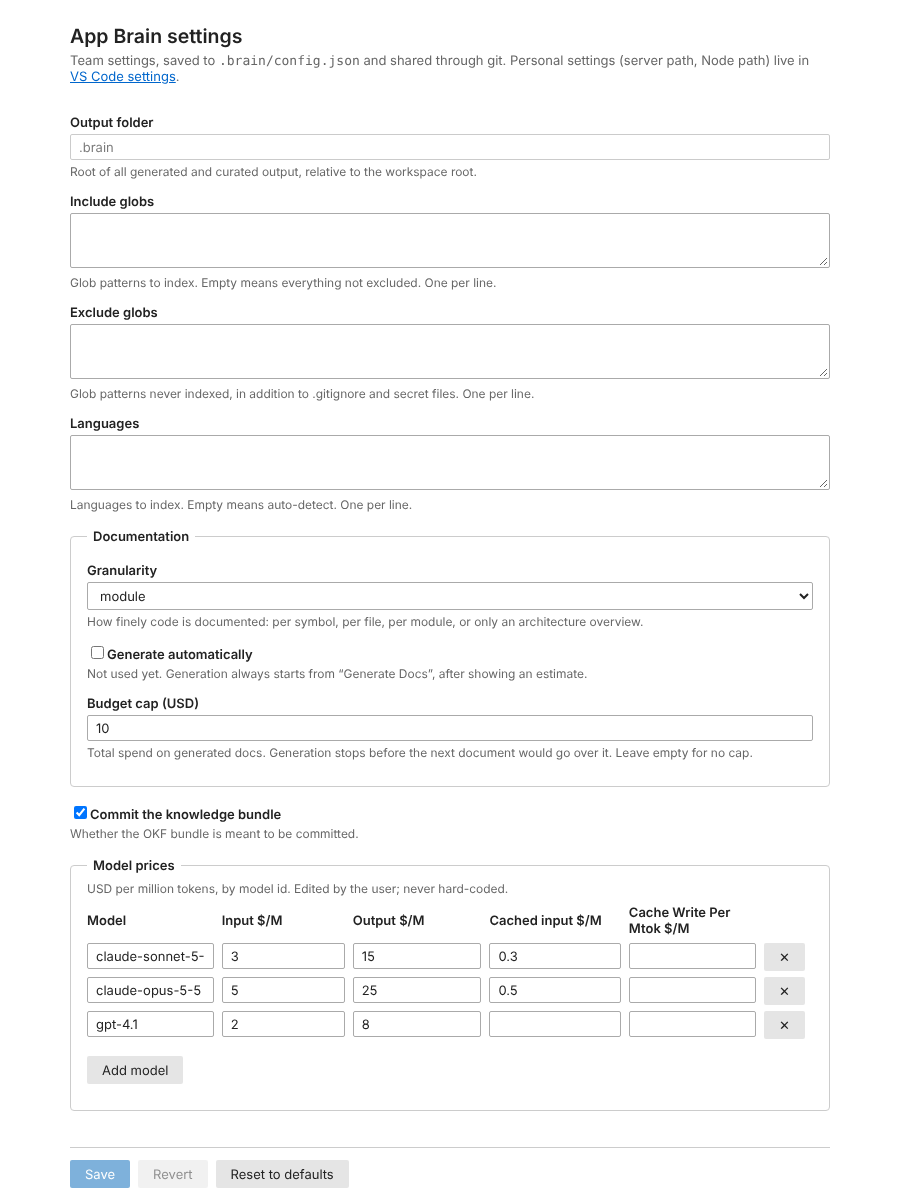 App Brain settings
Team settings, saved to .brain/config.json and shared through git. Personal settings (server path, Node path) live in
VS Code settings.
Output folder
.brain
Root of all generated and curated output, relative to the workspace root.
Include globs
Glob patterns to index. Empty means everything not excluded. One per line.
Exclude globs
Glob patterns never indexed, in addition to .gitignore and secret files. One per line.
Languages
Languages to index. Empty means auto-detect. One per line.
Documentation
Granularity
module
How finely code is documented: per symbol, per file, per module, or only an architecture overview.
Generate automatically
Not used yet. Generation always starts from “Generate Docs”, after showing an estimate.
Budget cap (USD)
10
Total spend on generated docs. Generation stops before the next document would go over it. Leave empty for no cap.
Commit the knowledge bundle
Whether the OKF bundle is meant to be committed.
Model prices
USD per million tokens, by model id. Edited by the user; never hard-coded.
Model Input $/M Output $/M Cached input $/M Cache Write Per
Mtok $/M
claude-sonnet-5- 3 15 0.3 ×
claude-opus-5-5 5 25 0.5 ×
gpt-4.1 2 8 ×
Add model
Save Revert Reset to defaults